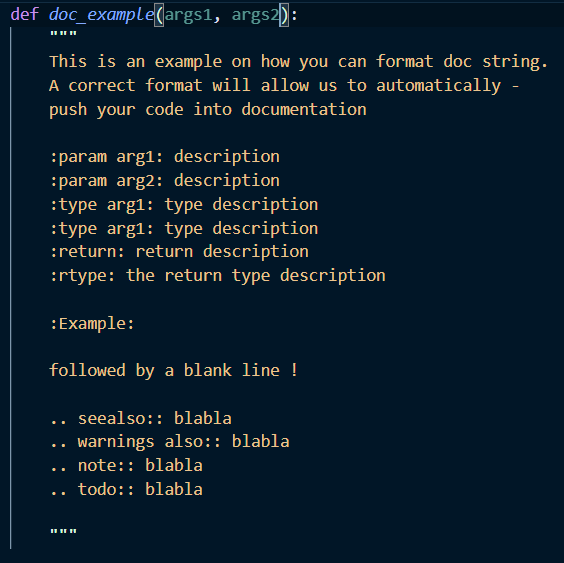 def doc_example(args1, args2):
"""
This is an example on how you can format doc string.
A correct format will allow us to automatically -
push your code into documentation
:param arg1: description
:param arg2: description
:type arg1: type description
:type arg1: type description
:return: return description
:rtype: the return type description
:Example:
followed by a blank line !
.. seealso:: blabla
.. warnings also:: blabla
.. note:: blabla
.. todo:: blabla
"""